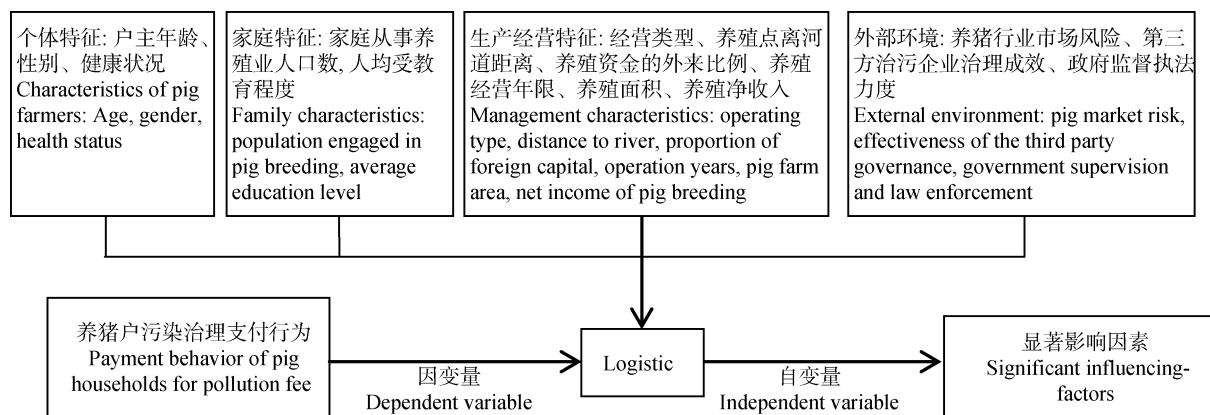 个体特征: 户主年龄、
性别、健康状况
Characteristics of pig
farmers: Age, gender,
health status
家庭特征: 家庭从事养
殖业人口数, 人均受教
育程度
Family characteristics:
population engaged in
pig breeding, average
education level
生产经营特征: 经营类型、养殖点离河
道距离、养殖资金的外来比例、养殖
经营年限、养殖面积、养殖净收入
Management characteristics: operating
type, distance to river, proportion of
foreign capital, operation years, pig farm
area, net income of pig breeding
外部环境: 养猪行业市场风险、第三
方治污企业治理成效、政府监督执法
力度
External environment: pig market risk,
effectiveness of the third party
governance, government supervision
and law enforcement
养猪户污染治理支付行为
Payment behavior of pig
households for pollution fee
因变量
Dependent variable
Logistic
自变量
Independent variable
显著影响因素
Significant influencing-
factors